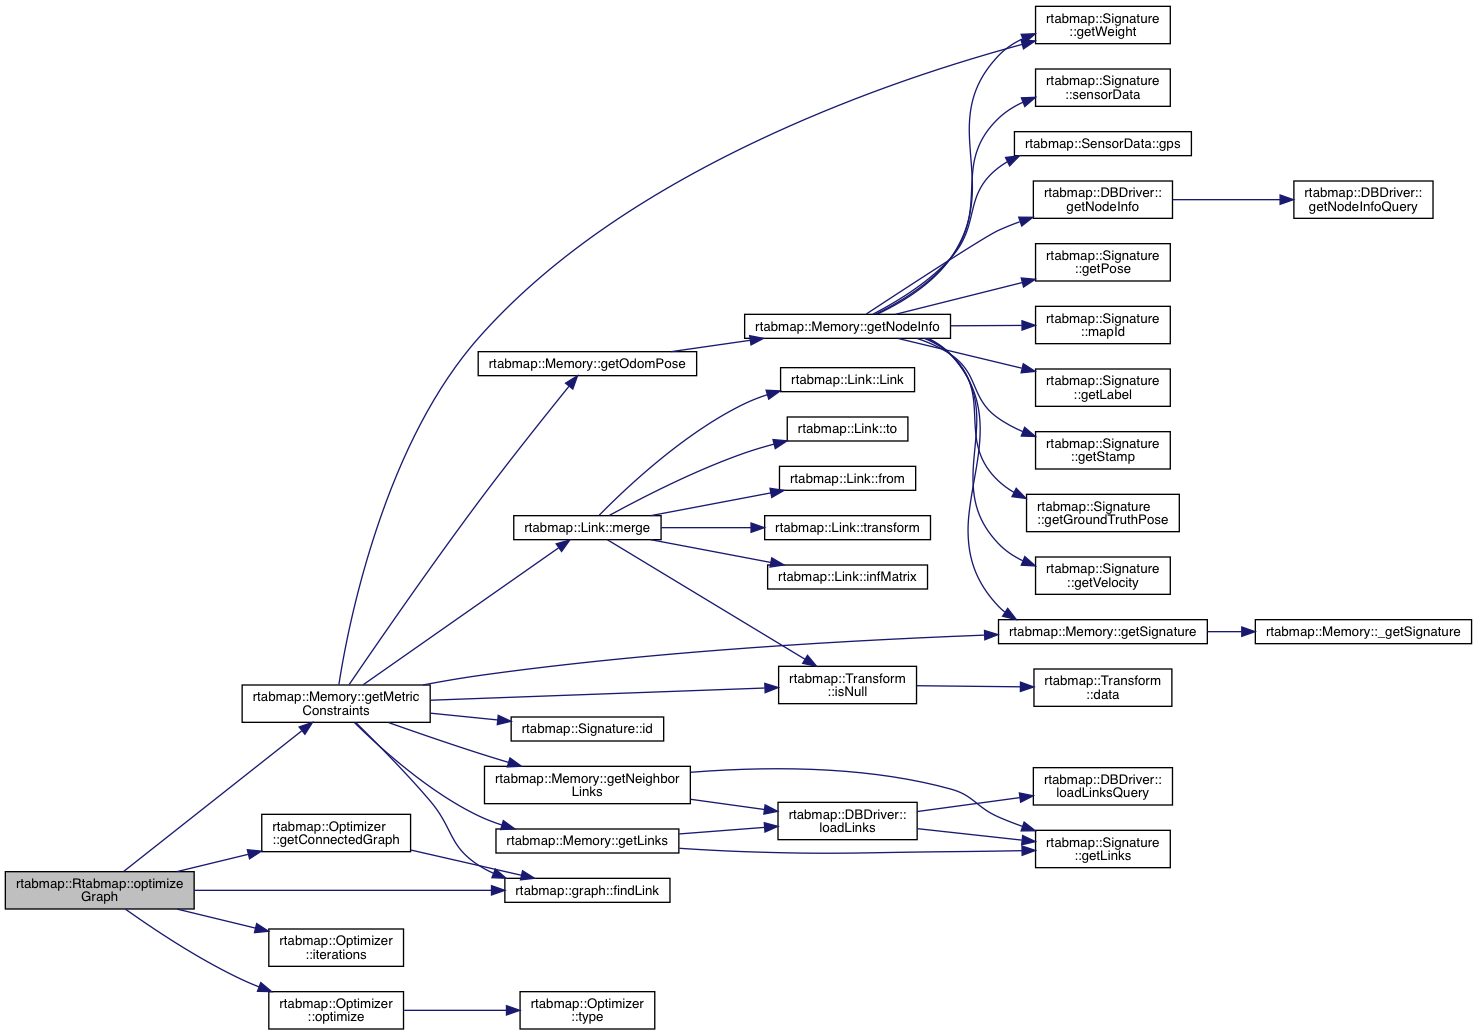 rtabmap::Signature
::getWeight
rtabmap::Signature
::sensorData
rtabmap::SensorData::gps
rtabmap::DBDriver::
getNodeInfo
rtabmap::DBDriver::
getNodeInfoQuery
rtabmap::Signature
::getPose
rtabmap::Memory::getNodeInfo
rtabmap::Signature
::mapId
rtabmap::Memory::getOdomPose
rtabmap::Link::Link
rtabmap::Signature
::getLabel
rtabmap::Link::to
rtabmap::Signature
::getStamp
rtabmap::Link::from
rtabmap::Signature
::getGroundTruthPose
rtabmap::Link::merge
rtabmap::Link::transform
rtabmap::Link::infMatrix
rtabmap::Signature
::getVelocity
rtabmap::Memory::getSignature
rtabmap::Memory::_getSignature
rtabmap::Memory::getMetric
Constraints
rtabmap::Transform
::isNull
rtabmap::Transform
::data
rtabmap::Signature::id
rtabmap::Memory::getNeighbor
Links
rtabmap::DBDriver::
loadLinksQuery
rtabmap::Optimizer
::getConnectedGraph
rtabmap::Memory::getLinks
rtabmap::DBDriver::
loadLinks
rtabmap::Signature
::getLinks
rtabmap::Rtabmap::optimize
Graph
rtabmap::graph::findLink
rtabmap::Optimizer
::iterations
rtabmap::Optimizer
::optimize
rtabmap::Optimizer
::type